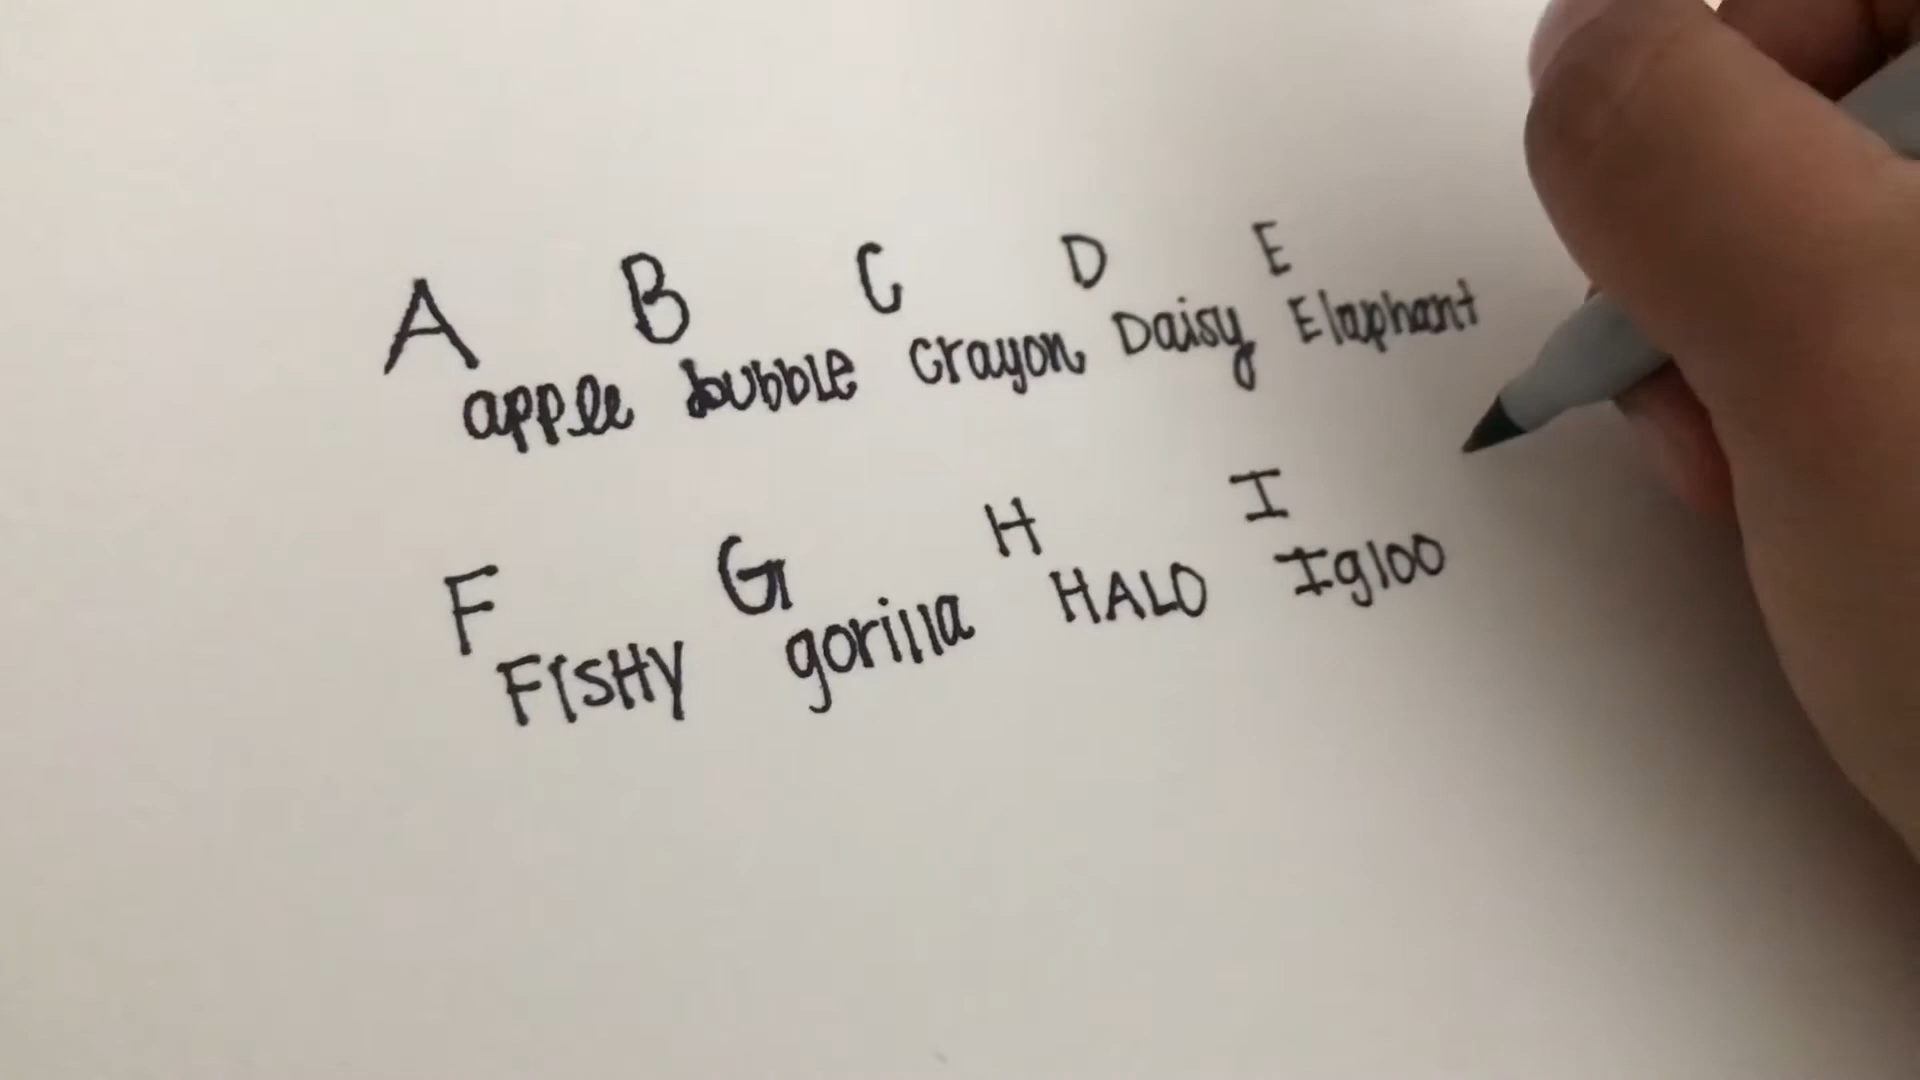 A B C D E
apple bubble crayon Daisy Elaphant
F G H I
FISHY gorilla HALO Igloo